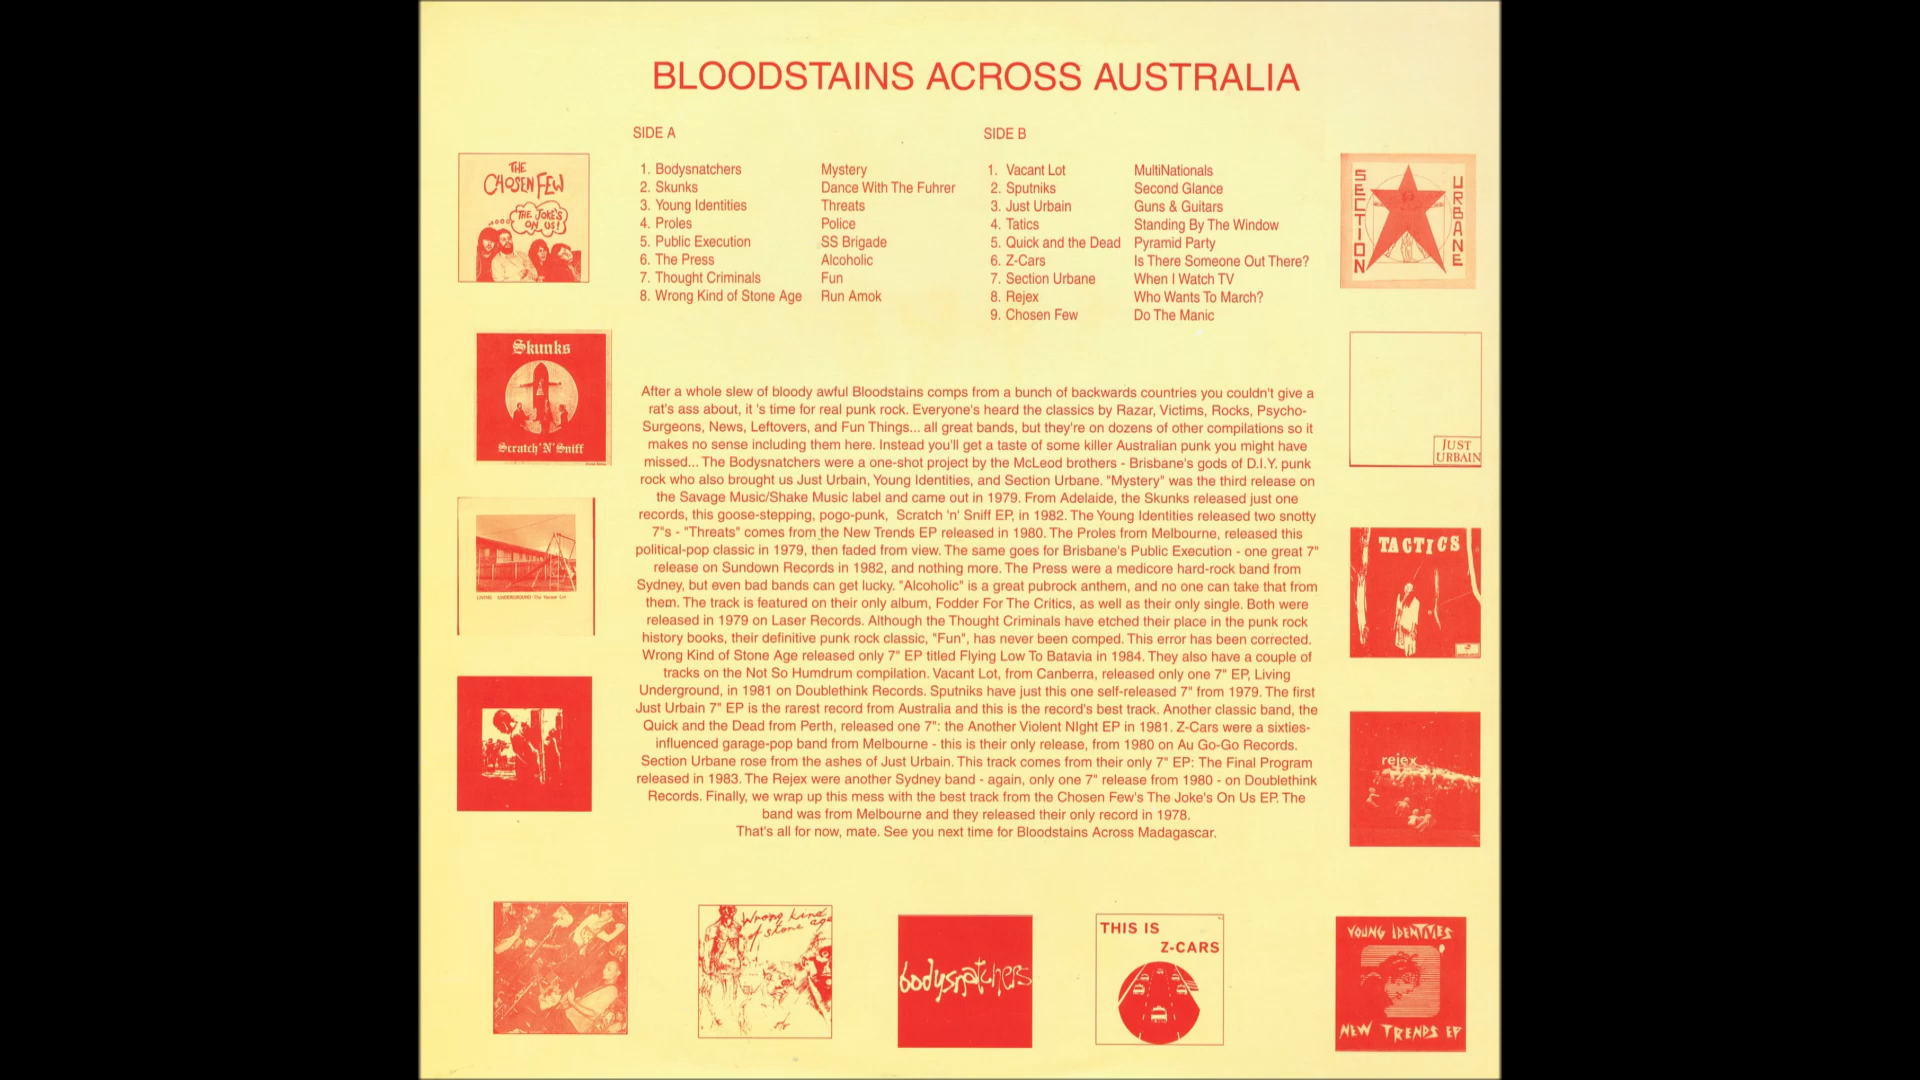 BLOODSTAINS ACROSS AUSTRALIA
SIDE A
1. Bodysnatchers Mystery
2. Skunks Dance With The Fuhrer
3. Young Identities Threats
4. Proles Police
5. Public Execution SS Brigade
6. The Press Alcoholic
7. Thought Criminals Fun
8. Wrong Kind of Stone Age Run Amok
SIDE B
1. Vacant Lot MultiNationals
2. Sputniks Second Glance
3. Just Urbain Guns & Guitars
4. Tatics Standing By The Window
5. Quick and the Dead Pyramid Party
6. Z-Cars Is There Someone Out There?
7. Section Urbane When I Watch TV
8. Rejex Who Wants To March?
9. Chosen Few Do The Manic
After a whole slew of bloody awful Bloodstains comps from a bunch of backwards countries you couldn't give a
rat's ass about, it 's time for real punk rock. Everyone's heard the classics by Razar, Victims, Rocks, Psycho-
Surgeons, News, Leftovers, and Fun Things... all great bands, but they're on dozens of other compilations so it
makes no sense including them here. Instead you'll get a taste of some killer Australian punk you might have
missed... The Bodysnatchers were a one-shot project by the McLeod brothers - Brisbane's gods of D.I.Y. punk
rock who also brought us Just Urbain, Young Identities, and Section Urbane. "Mystery" was the third release on
the Savage Music/Shake Music label and came out in 1979. From Adelaide, the Skunks released just one
records, this goose-stepping, pogo-punk, Scratch 'n' Sniff EP, in 1982. The Young Identities released two snotty
7"s - "Threats" comes from the New Trends EP released in 1980. The Proles from Melbourne, released this
political-pop classic in 1979, then faded from view. The same goes for Brisbane's Public Execution - one great 7"
release on Sundown Records in 1982, and nothing more. The Press were a medicore hard-rock band from
Sydney, but even bad bands can get lucky. "Alcoholic" is a great pubrock anthem, and no one can take that from
them. The track is featured on their only album, Fodder For The Critics, as well as their only single. Both were
released in 1979 on Laser Records. Although the Thought Criminals have etched their place in the punk rock
history books, their definitive punk rock classic, "Fun", has never been comped. This error has been corrected.
Wrong Kind of Stone Age released only 7" EP titled Flying Low To Batavia in 1984. They also have a couple of
tracks on the Not So Humdrum compilation. Vacant Lot, from Canberra, released only one 7" EP, Living
Underground, in 1981 on Doublethink Records. Sputniks have just this one self-released 7" from 1979. The first
Just Urbain 7" EP is the rarest record from Australia and this is the record's best track. Another classic band, the
Quick and the Dead from Perth, released one 7": the Another Violent NIght EP in 1981. Z-Cars were a sixties-
influenced garage-pop band from Melbourne - this is their only release, from 1980 on Au Go-Go Records.
Section Urbane rose from the ashes of Just Urbain. This track comes from their only 7" EP: The Final Program
released in 1983. The Rejex were another Sydney band - again, only one 7" release from 1980 - on Doublethink
Records. Finally, we wrap up this mess with the best track from the Chosen Few's The Joke's On Us EP. The
band was from Melbourne and they released their only record in 1978.
That's all for now, mate. See you next time for Bloodstains Across Madagascar.
THE
CHOSEN FEW
THE JOKE'S
ON US!
Skunks
Scratch'N'Sniff
LIVING UNDERGROUND Vacant Lot
SECTION
URBANE
JUST
URBAIN
TACTICS
rejex
Wrong kind
of stone age
bodysnatchers
THIS IS
Z-CARS
YOUNG IDENTITIES
NEW TRENDS EP